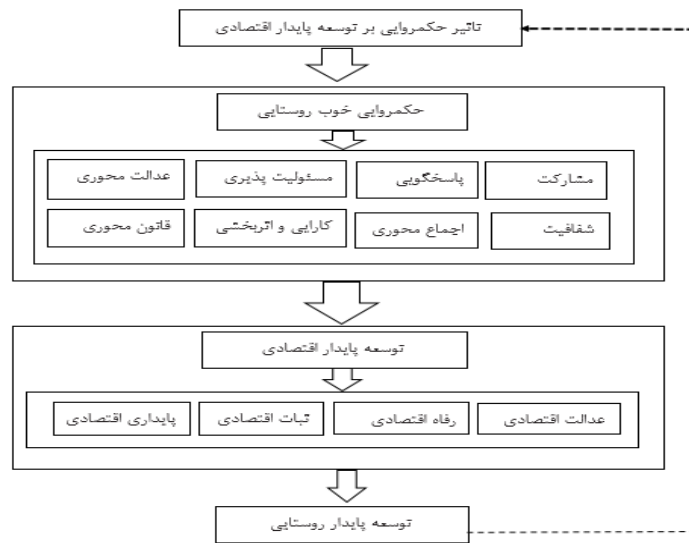 تاثیر حکمروایی بر توسعه پایدار اقتصادی
حکمروایی خوب روستایی
مشارکت
پاسخگویی
مسئولیت پذیری
عدالت محوری
شفافیت
اجماع محوری
کارایی و اثربخشی
قانون محوری
توسعه پایدار اقتصادی
عدالت اقتصادی
رفاه اقتصادی
ثبات اقتصادی
پایداری اقتصادی
توسعه پایدار روستایی